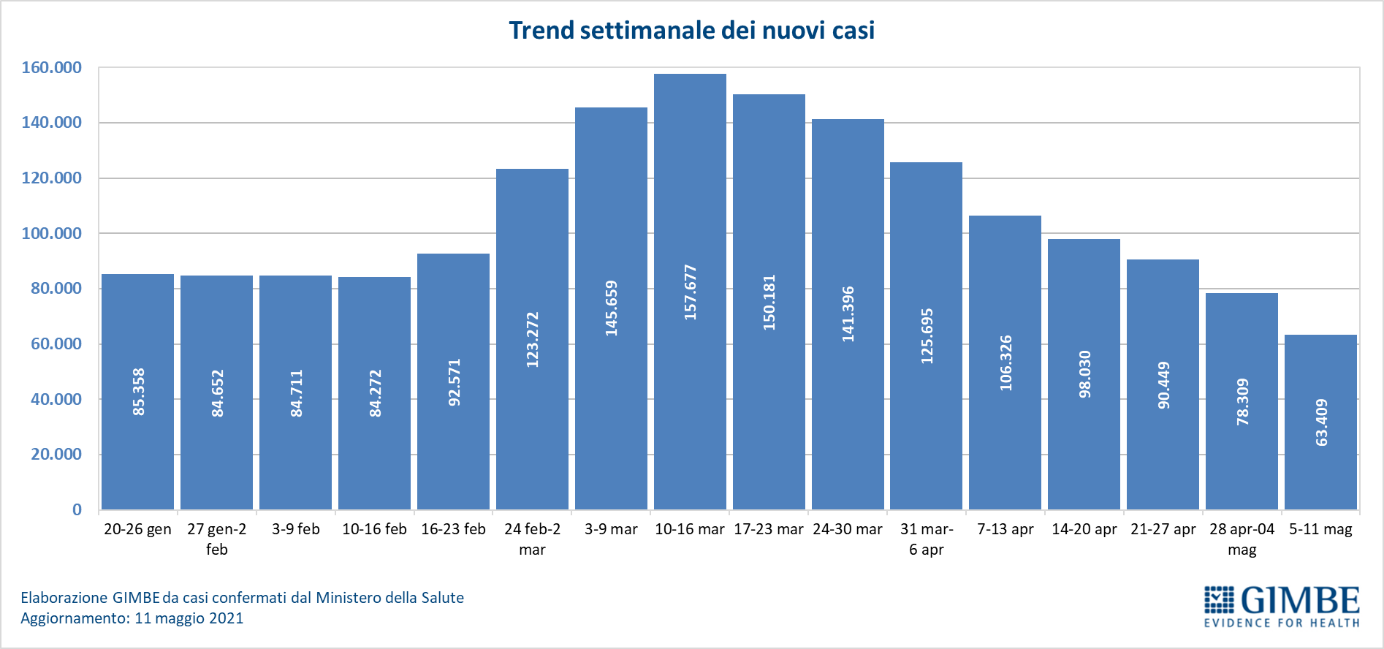 Trend settimanale dei nuovi casi
160.000
140.000
120.000
100.000
80.000
60.000
40.000
20.000
0
85.358
84.652
84.711
84.272
92.571
123.272
145.659
157.677
150.181
141.396
125.695
106.326
98.030
90.449
78.309
63.409
20-26 gen
27 gen-2
feb
3-9 feb
10-16 feb
16-23 feb
24 feb-2
mar
3-9 mar
10-16 mar
17-23 mar
24-30 mar
31 mar-
6 apr
7-13 apr
14-20 apr
21-27 apr
28 apr-04
mag
5-11 mag
Elaborazione GIMBE da casi confermati dal Ministero della Salute
Aggiornamento: 11 maggio 2021
GIMBE
EVIDENCE FOR HEALTH